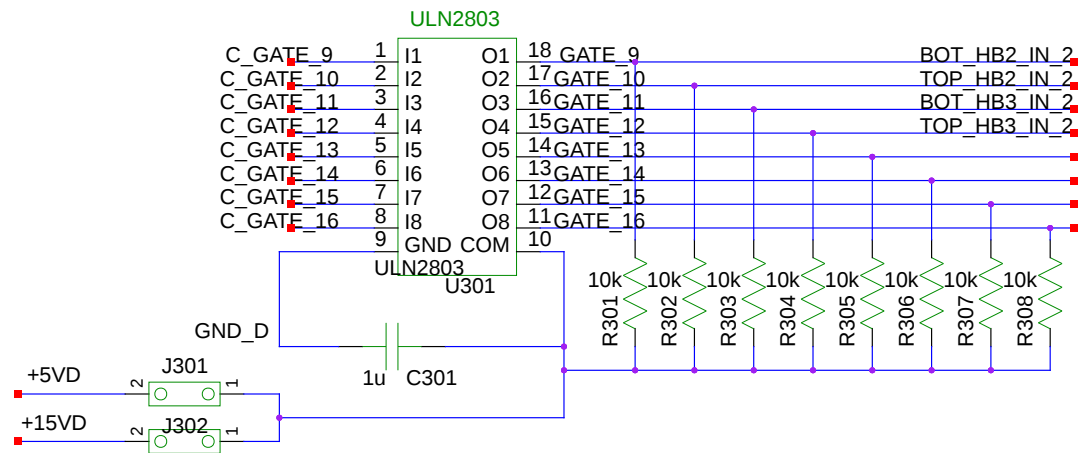 ULN2803
C_GATE_9 1 I1 O1 18 GATE_9 BOT_HB2_IN_2
C_GATE_10 2 I2 O2 17 GATE_10 TOP_HB2_IN_2
C_GATE_11 3 I3 O3 16 GATE_11 BOT_HB3_IN_2
C_GATE_12 4 I4 O4 15 GATE_12 TOP_HB3_IN_2
C_GATE_13 5 I5 O5 14 GATE_13
C_GATE_14 6 I6 O6 13 GATE_14
C_GATE_15 7 I7 O7 12 GATE_15
C_GATE_16 8 I8 O8 11 GATE_16
9 GND COM 10
ULN2803
U301
10k 10k 10k 10k 10k 10k 10k 10k
R301 R302 R303 R304 R305 R306 R307 R308
GND_D
1u C301
+5VD 2 J301 1
+15VD 2 J302 1